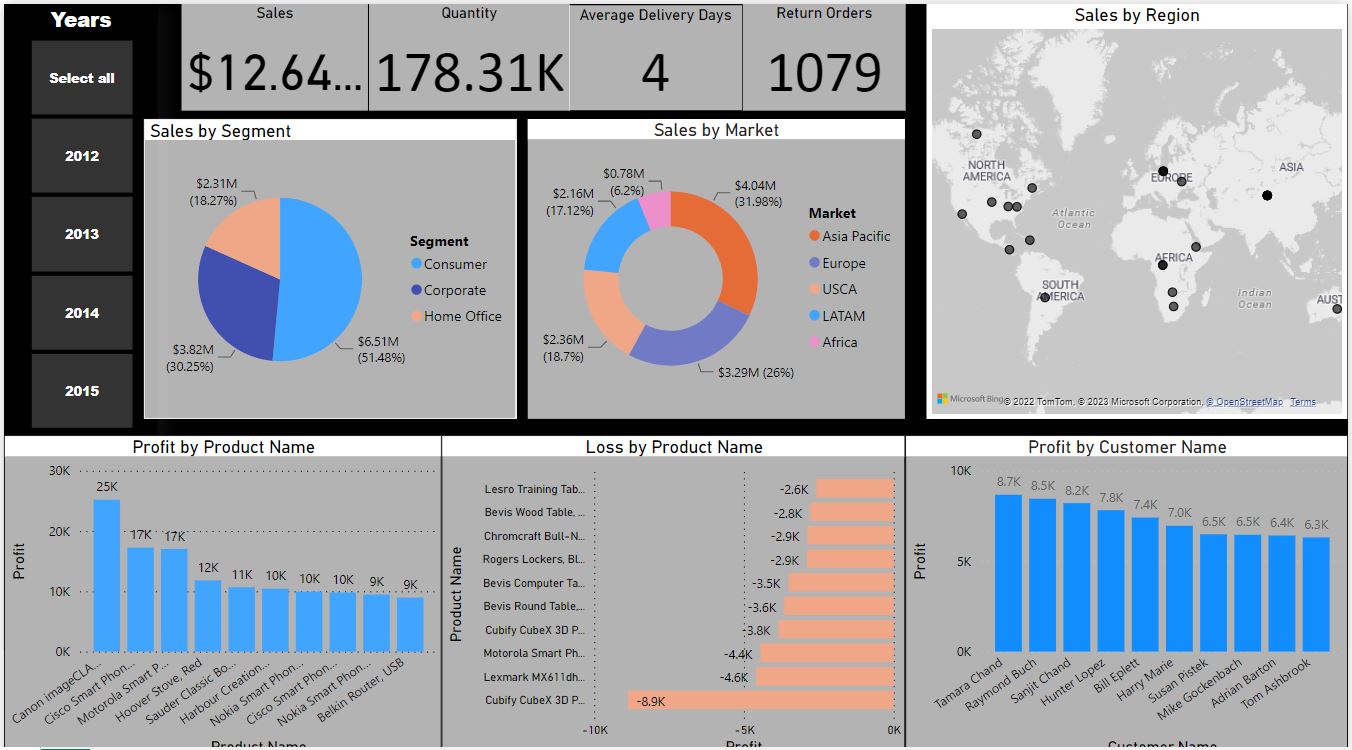 Years
Select all
2012
2013
2014
2015
Sales
$12.64...
Quantity
178.31K
Average Delivery Days
4
Return Orders
1079
Sales by Segment
$2.31M
(18.27%)
$3.82M
(30.25%)
$6.51M
(51.48%)
Segment
Consumer
Corporate
Home Office
Sales by Market
$0.78M
(6.2%)
$2.16M
(17.12%)
$2.36M
(18.7%)
$4.04M
(31.98%)
$3.29M (26%)
Market
Asia Pacific
Europe
USCA
LATAM
Africa
Sales by Region
NORTH
AMERICA
EUROPE
ASIA
Atlantic
Ocean
AFRICA
SOUTH
AMERICA
Indian
Ocean
AUST
Microsoft Bing
© 2022 TomTom, © 2023 Microsoft Corporation, © OpenStreetMap Terms
Profit by Product Name
Profit
30K
20K
10K
0K
25K
17K
17K
12K
11K
10K
10K
10K
9K
9K
Canon imageCLA...
Cisco Smart Phon...
Motorola Smart P...
Hoover Stove, Red
Sauder Classic Bo...
Harbour Creation...
Nokia Smart Phon...
Cisco Smart Phon...
Nokia Smart Phon...
Belkin Router, USB
Product Name
Loss by Product Name
Product Name
Lesro Training Tab... -2.6K
Bevis Wood Table, ... -2.8K
Chromcraft Bull-N... -2.9K
Rogers Lockers, Bl... -2.9K
Bevis Computer Ta... -3.5K
Bevis Round Table,... -3.6K
Cubify CubeX 3D P... -3.8K
Motorola Smart Ph... -4.4K
Lexmark MX611dh... -4.6K
Cubify CubeX 3D P... -8.9K
-10K
-5K
0K
Profit
Profit by Customer Name
Profit
10K
5K
0K
8.7K
8.5K
8.2K
7.8K
7.4K
7.0K
6.5K
6.5K
6.4K
6.3K
Tamara Chand
Raymond Buch
Sanjit Chand
Hunter Lopez
Bill Eplett
Harry Marie
Susan Pistek
Mike Gockenbach
Adrian Barton
Tom Ashbrook
Customer Name